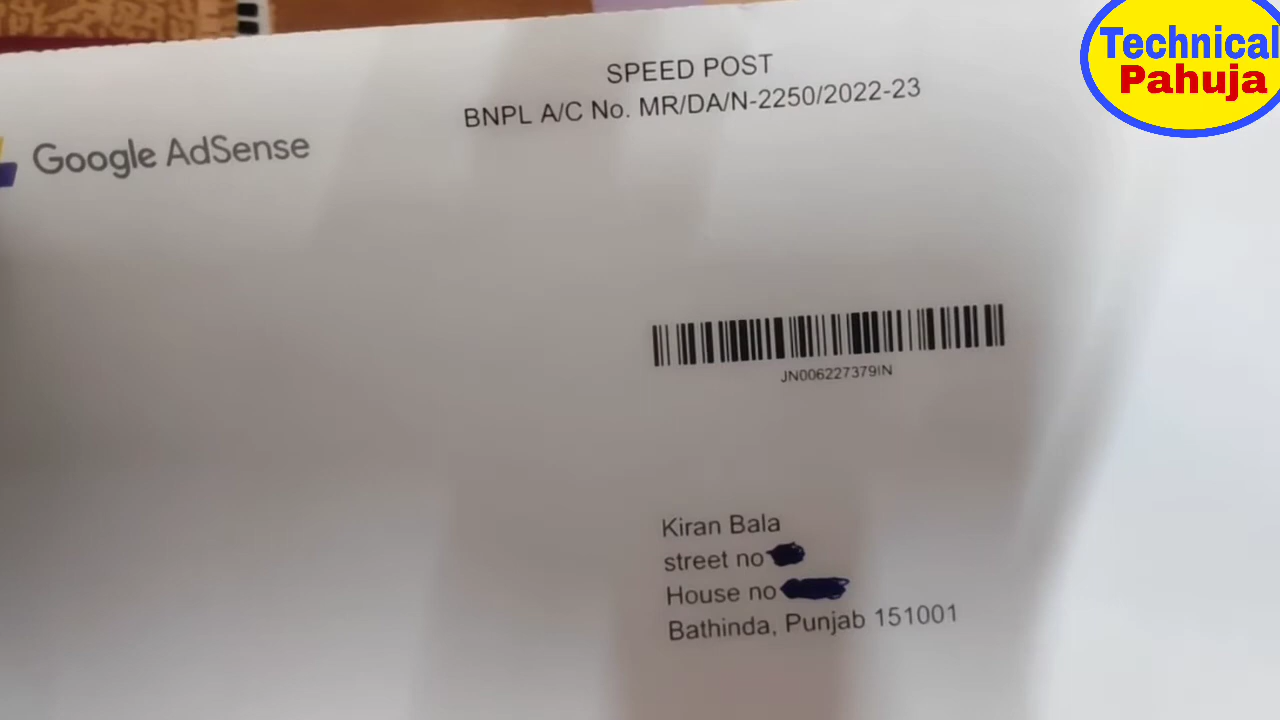 Technical
Pahuja
SPEED POST
BNPL A/C No. MR/DA/N-2250/2022-23
Google AdSense
JN006227379IN
Kiran Bala
street no
House no
Bathinda, Punjab 151001